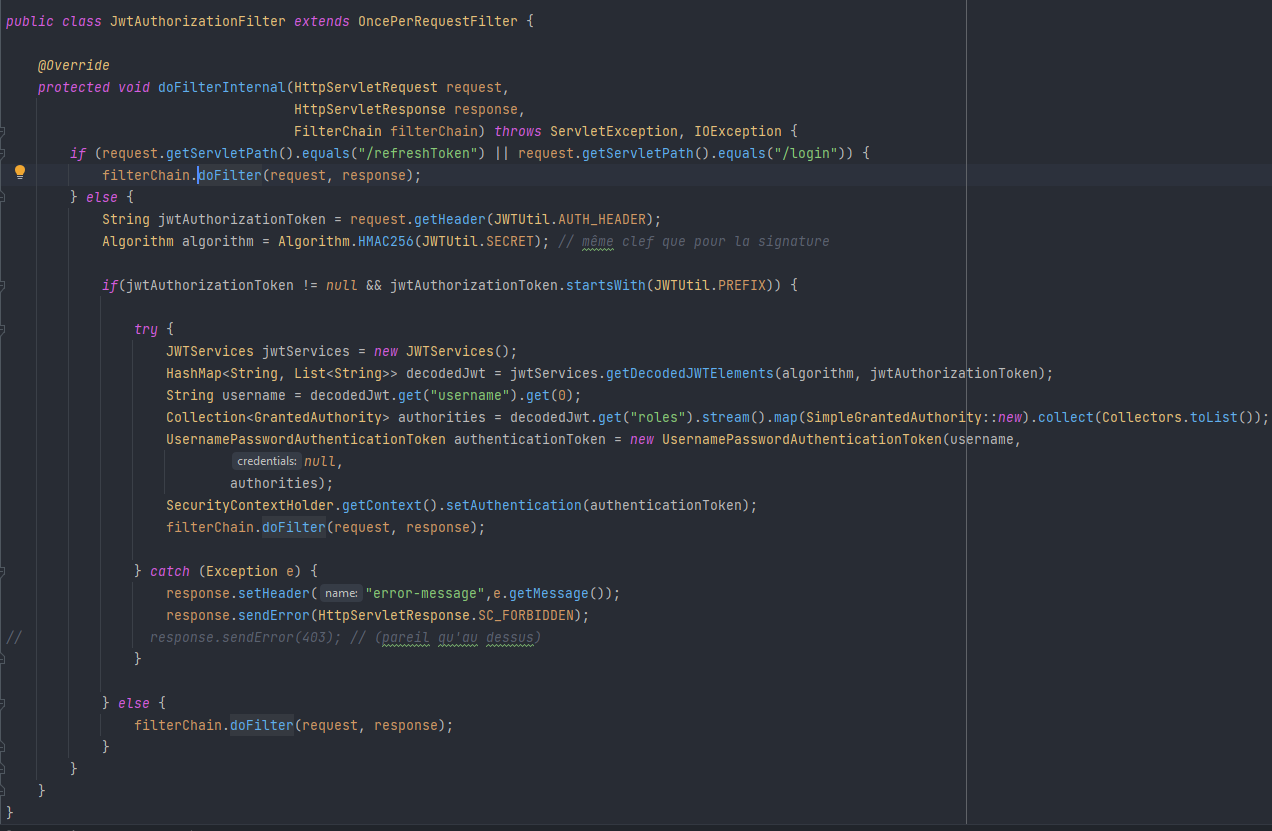 public class JwtAuthorizationFilter extends OncePerRequestFilter {
@Override
protected void doFilterInternal(HttpServletRequest request,
HttpServletResponse response,
FilterChain filterChain) throws ServletException, IOException {
if (request.getServletPath().equals("/refreshToken") || request.getServletPath().equals("/login")) {
filterChain.doFilter(request, response);
} else {
String jwtAuthorizationToken = request.getHeader(JWTUtil.AUTH_HEADER);
Algorithm algorithm = Algorithm.HMAC256(JWTUtil.SECRET); // même clef que pour la signature
if(jwtAuthorizationToken != null && jwtAuthorizationToken.startsWith(JWTUtil.PREFIX)) {
try {
JWTServices jwtServices = new JWTServices();
HashMap<String, List<String>> decodedJwt = jwtServices.getDecodedJWTElements(algorithm, jwtAuthorizationToken);
String username = decodedJwt.get("username").get(0);
Collection<GrantedAuthority> authorities = decodedJwt.get("roles").stream().map(SimpleGrantedAuthority::new).collect(Collectors.toList());
UsernamePasswordAuthenticationToken authenticationToken = new UsernamePasswordAuthenticationToken(username,
credentials: null,
authorities);
SecurityContextHolder.getContext().setAuthentication(authenticationToken);
filterChain.doFilter(request, response);
} catch (Exception e) {
response.setHeader( name: "error-message",e.getMessage());
response.sendError(HttpServletResponse.SC_FORBIDDEN);
// response.sendError(403); // (pareil qu'au dessus)
}
} else {
filterChain.doFilter(request, response);
}
}
}
}